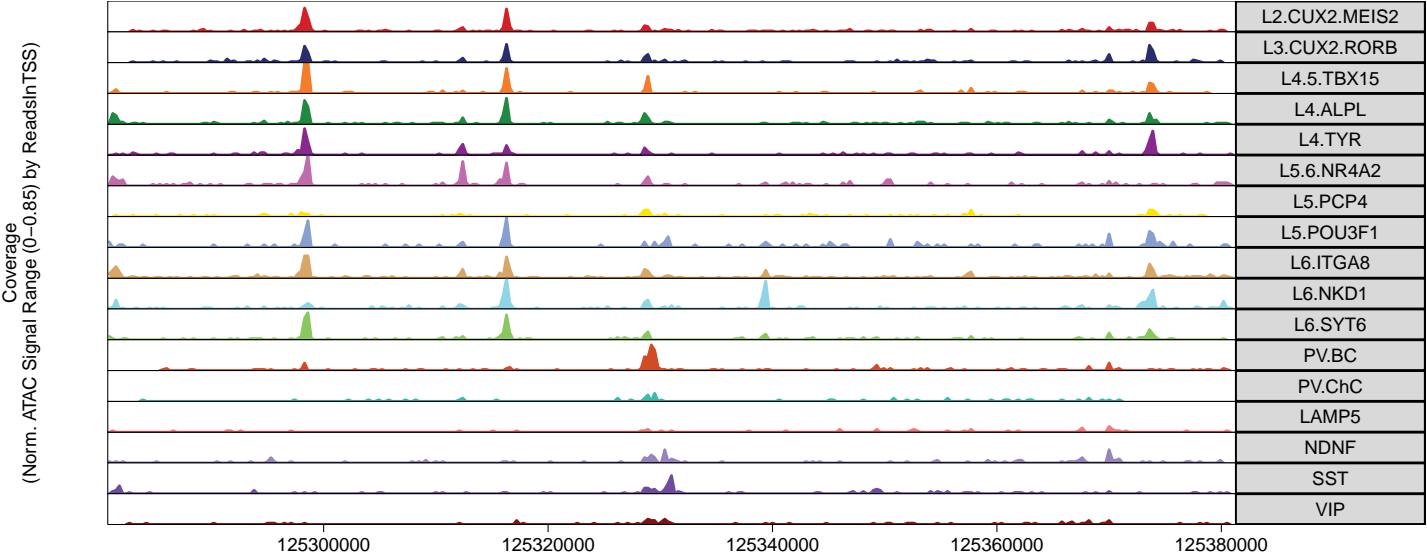 Coverage
(Norm. ATAC Signal Range (0−0.85) by ReadsInTSS)
L2.CUX2.MEIS2
L3.CUX2.RORB
L4.5.TBX15
L4.ALPL
L4.TYR
L5.6.NR4A2
L5.PCP4
L5.POU3F1
L6.ITGA8
L6.NKD1
L6.SYT6
PV.BC
PV.ChC
LAMP5
NDNF
SST
VIP
125300000 125320000 125340000 125360000 125380000